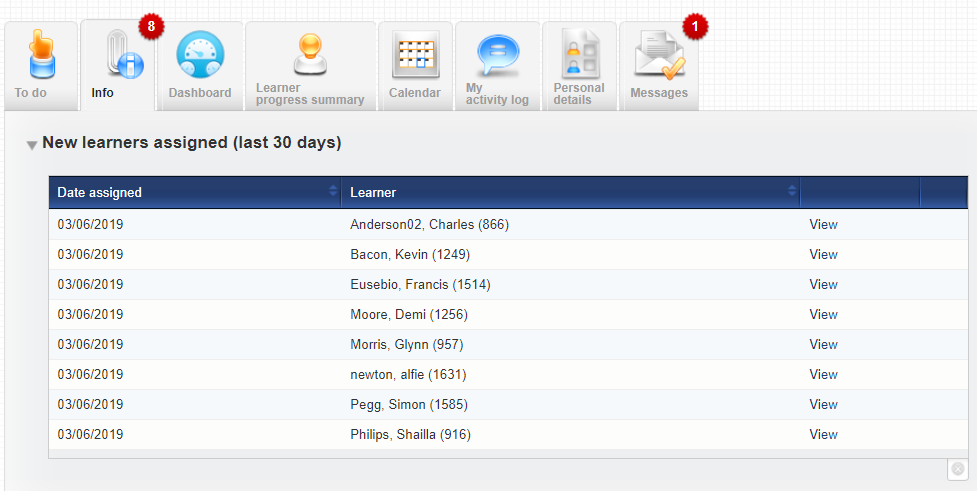 8
1
To do
Info
Dashboard
Learner
progress summary
Calendar
My
activity log
Personal
details
Messages
New learners assigned (last 30 days)
Date assigned Learner
03/06/2019 Anderson02, Charles (866) View
03/06/2019 Bacon, Kevin (1249) View
03/06/2019 Eusebio, Francis (1514) View
03/06/2019 Moore, Demi (1256) View
03/06/2019 Morris, Glynn (957) View
03/06/2019 newton, alfie (1631) View
03/06/2019 Pegg, Simon (1585) View
03/06/2019 Philips, Shailla (916) View